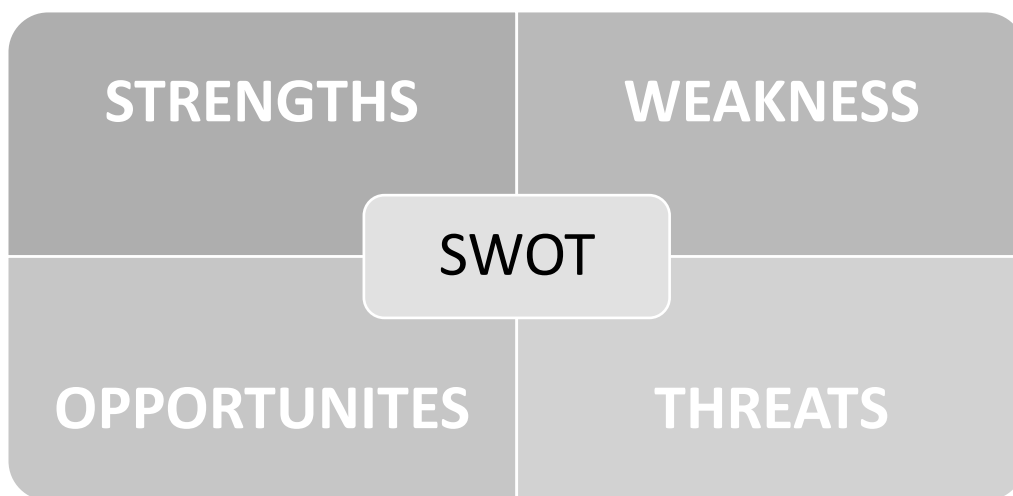 STRENGTHS
WEAKNESS
SWOT
OPPORTUNITES
THREATS